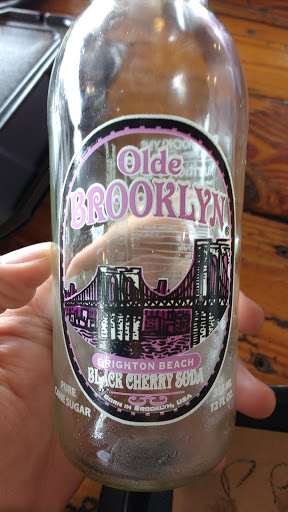 Olde
BROOKLYN
®
BRIGHTON BEACH
BLACK CHERRY SODA
BORN IN BROOKLYN, USA
PURE
CANE SUGAR
12 FL OZ